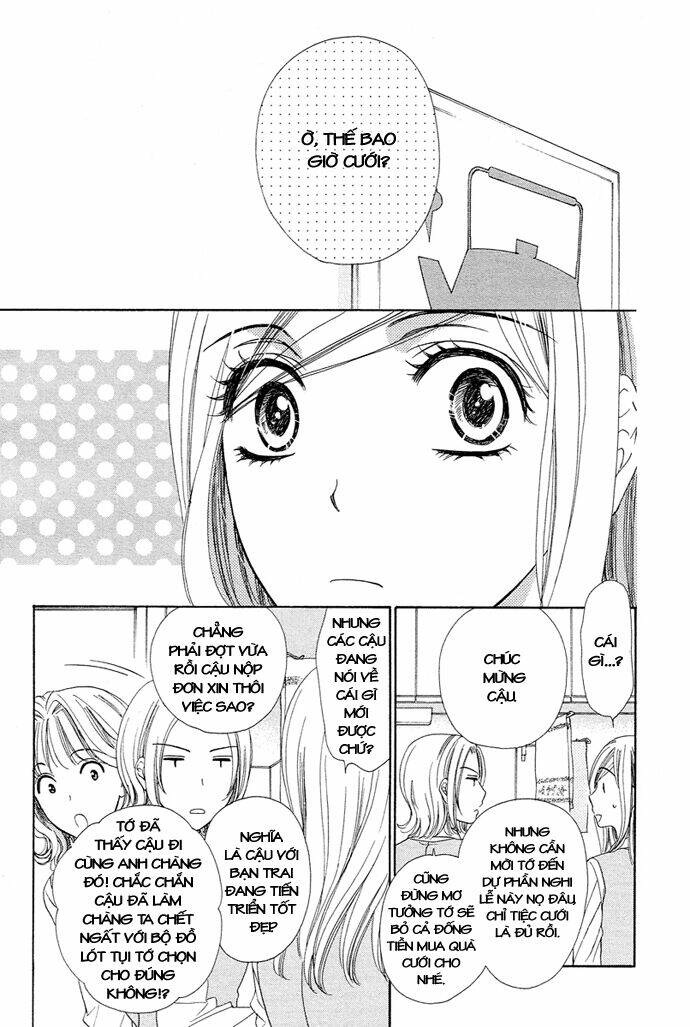 Ờ, THẾ BAO
GIỜ CƯỚI?
CÁI
GÌ...?
CHÚC
MỪNG
CẬU.
NHƯNG
KHÔNG CẦN
MỜI TỚ ĐẾN
DỰ PHẦN NGHI
LỄ NÀY NỌ ĐÂU,
CHỈ TIỆC CƯỚI
LÀ ĐỦ RỒI.
CŨNG
ĐỪNG MƠ
TƯỞNG TỚ SẼ
BỎ CẢ ĐỐNG
TIỀN MUA QUÀ
CƯỚI CHO
NHÉ.
NHƯNG
CÁC CẬU
ĐANG
NÓI VỀ
CÁI GÌ
MỚI
ĐƯỢC
CHỨ?
CHẲNG
PHẢI ĐỢT VỪA
RỒI CẬU NỘP
ĐƠN XIN THÔI
VIỆC SAO?
NGHĨA
LÀ CẬU VỚI
BẠN TRAI
ĐANG TIẾN
TRIỂN TỐT
ĐẸP?
TỚ ĐÃ
THẤY CẬU ĐI
CÙNG ANH CHÀNG
ĐÓ! CHẮC CHẮN
CẬU ĐÃ LÀM
CHÀNG TA CHẾT
NGẤT VỚI BỘ ĐỒ
LÓT TỤI TỚ CHỌN
CHO ĐÚNG
KHÔNG!?